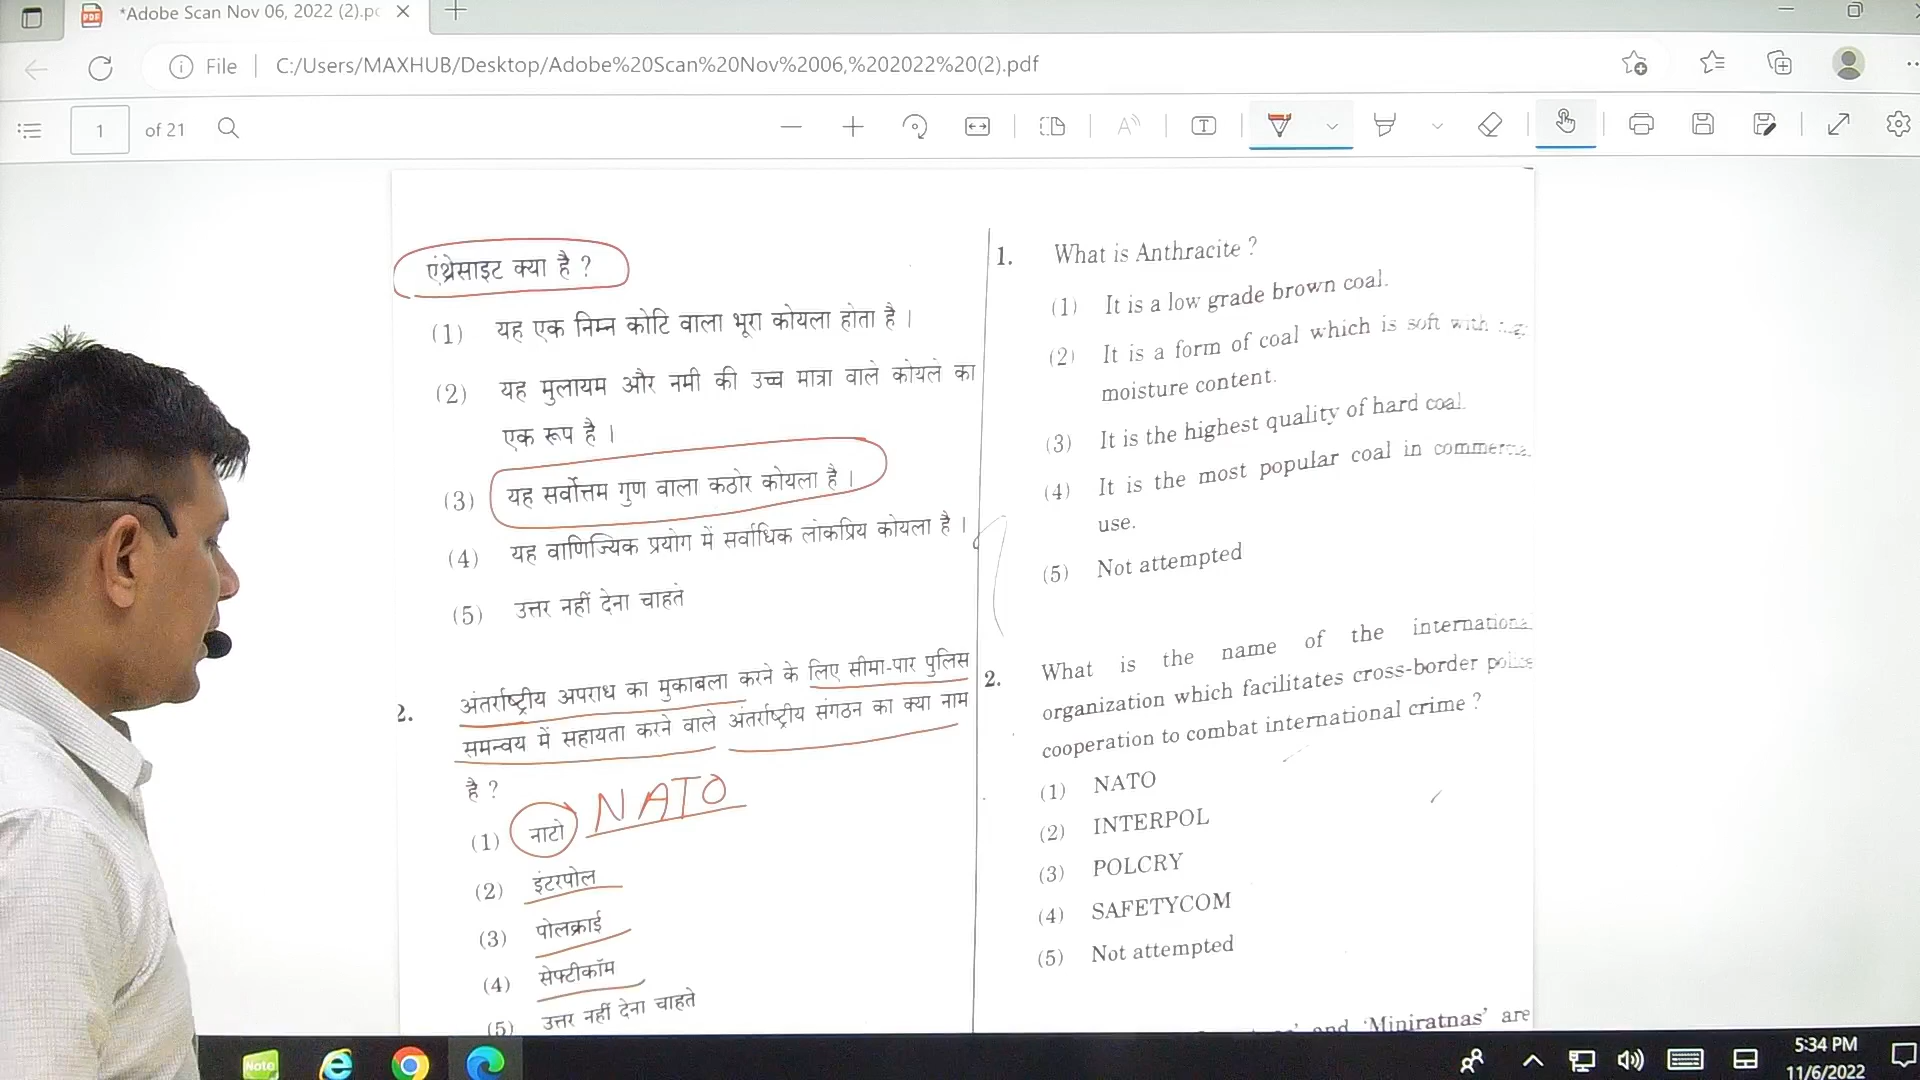 *Adobe Scan Nov 06, 2022 (2).pd
File
C:/Users/MAXHUB/Desktop/Adobe%20Scan%20Nov%2006,%202022%20(2).pdf
1 of 21
एंथ्रेसाइट क्या है ?
(1) यह एक निम्न कोटि वाला भूरा कोयला होता है ।
(2) यह मुलायम और नमी की उच्च मात्रा वाले कोयले का
एक रूप है ।
(3) यह सर्वोत्तम गुण वाला कठोर कोयला है ।
(4) यह वाणिज्यिक प्रयोग में सर्वाधिक लोकप्रिय कोयला है ।
(5) उत्तर नहीं देना चाहते
2. अंतर्राष्ट्रीय अपराध का मुकाबला करने के लिए सीमा-पार पुलिस
समन्वय में सहायता करने वाले अंतर्राष्ट्रीय संगठन का क्या नाम
है ?
(1) नाटो NATO
(2) इंटरपोल
(3) पोलक्राई
(4) सेफ्टीकॉम
(5) उत्तर नहीं देना चाहते
1. What is Anthracite ?
(1) It is a low grade brown coal.
(2) It is a form of coal which is soft with
moisture content.
(3) It is the highest quality of hard coal.
(4) It is the most popular coal in
use.
(5) Not attempted
2. What is the name of the international
organization which facilitates cross-border police
cooperation to combat international crime ?
(1) NATO
(2) INTERPOL
(3) POLCRY
(4) SAFETYCOM
(5) Not attempted
and 'Miniratnas' are
Note
5:34 PM
11/6/2022